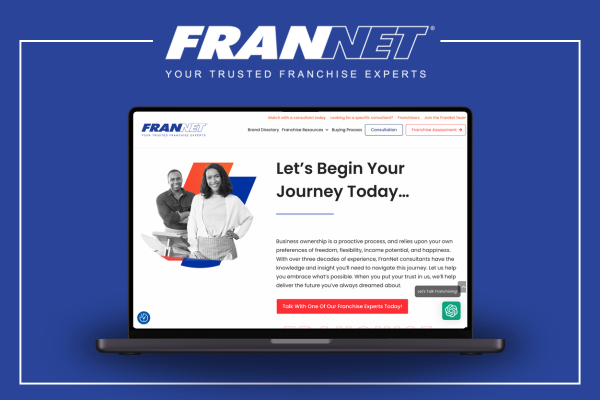 FRANNET®
YOUR TRUSTED FRANCHISE EXPERTS
Match with a consultant today Looking for a specific consultant? Franchisors Join the FranNet Team
FRANNET
YOUR TRUSTED FRANCHISE EXPERTS
Brand Directory Franchise Resources Buying Process Consultation Franchise Assessment →
Let's Begin Your
Journey Today...
Business ownership is a proactive process, and relies upon your own
preferences of freedom, flexibility, income potential, and happiness.
With over three decades of experience, FranNet consultants have the
knowledge and insight you'll need to navigate this journey. Let us help
you embrace what's possible. When you put your trust in us, we'll help
deliver the future you've always dreamed about.
Let's Talk Franchising!
Talk With One Of Our Franchise Experts Today!